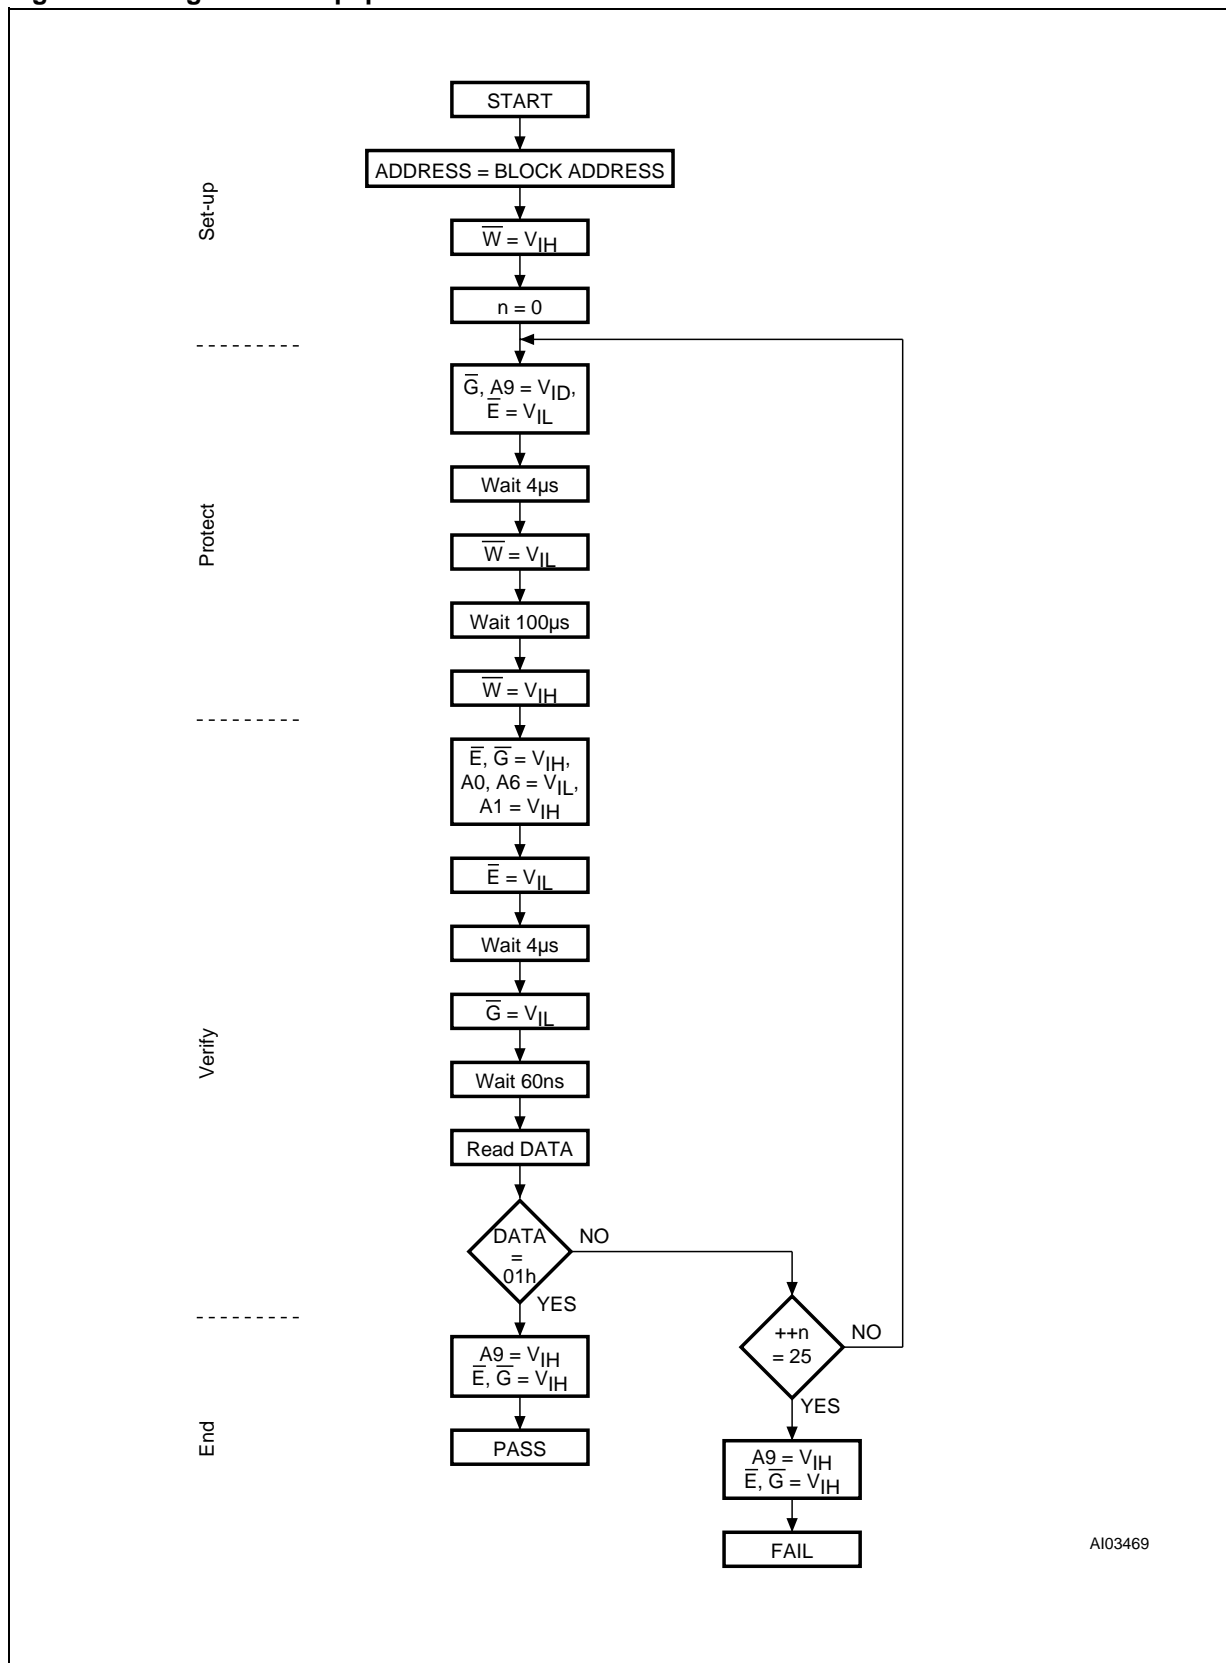 START
ADDRESS = BLOCK ADDRESS
Set-up
W̅ = VIH
n = 0
G̅, A9 = VID,
E̅ = VIL
Wait 4µs
Protect
W̅ = VIL
Wait 100µs
W̅ = VIH
E̅, G̅ = VIH,
A0, A6 = VIL,
A1 = VIH
E̅ = VIL
Wait 4µs
G̅ = VIL
Verify
Wait 60ns
Read DATA
DATA
=
01h
NO
YES
++n
= 25
NO
YES
A9 = VIH
E̅, G̅ = VIH
End
PASS
A9 = VIH
E̅, G̅ = VIH
FAIL
AI03469